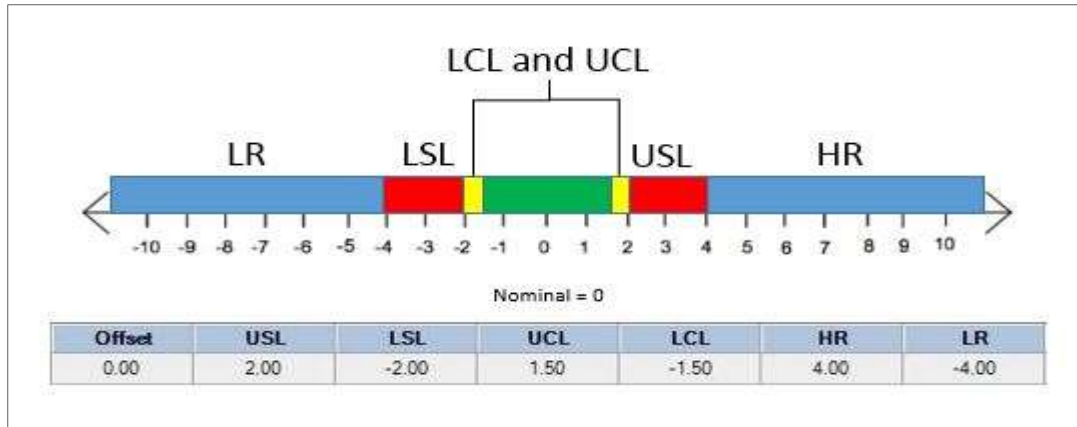 LCL and UCL
LR LSL USL HR
-10 -9 -8 -7 -6 -5 -4 -3 -2 -1 0 1 2 3 4 5 6 7 8 9 10
Nominal = 0
Offset USL LSL UCL LCL HR LR
0.00 2.00 -2.00 1.50 -1.50 4.00 -4.00